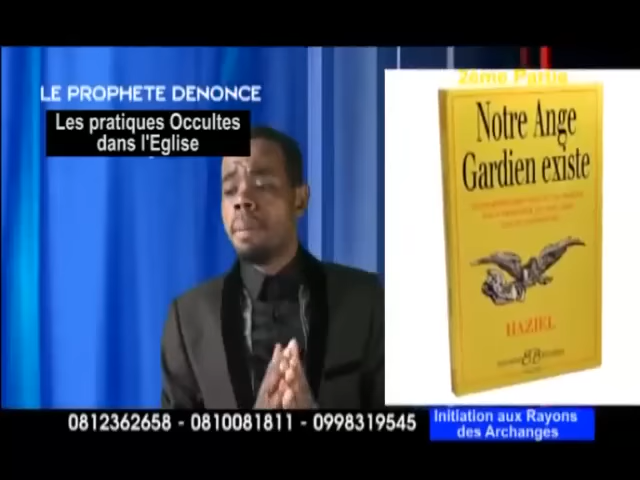 2ème Partie
LE PROPHETE DENONCE
Les pratiques Occultes
dans l'Eglise
Notre Ange
Gardien existe
HAZIEL
0812362658 - 0810081811 - 0998319545
Initiation aux Rayons
des Archanges